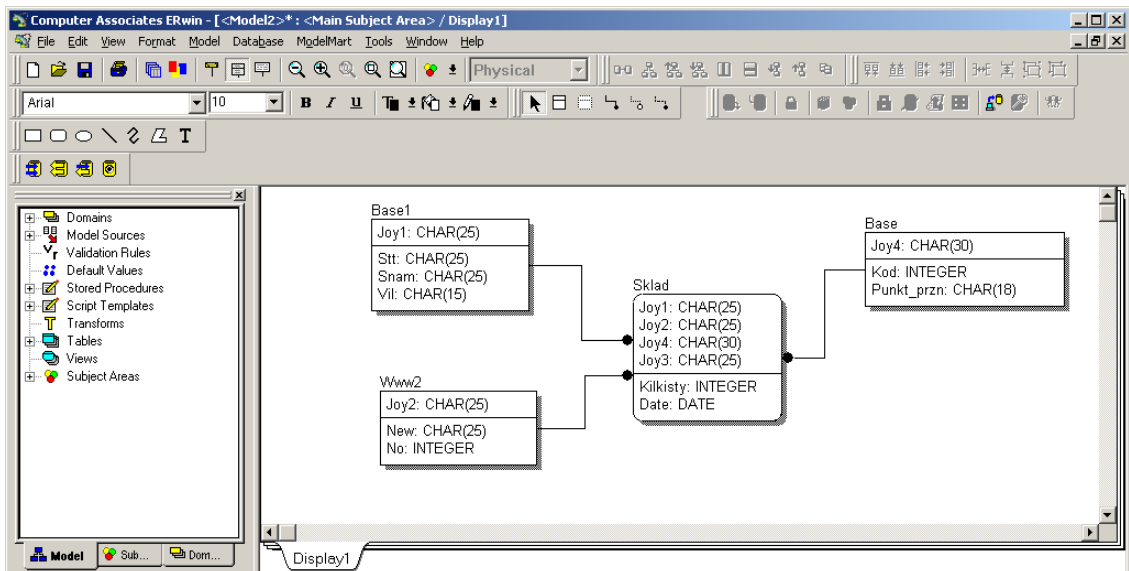 Computer Associates ERwin - [<Model2>* : <Main Subject Area> / Display1]
File Edit View Format Model Database ModelMart Tools Window Help
Physical
Arial 10 B I U
T
Domains
Model Sources
Validation Rules
Default Values
Stored Procedures
Script Templates
Transforms
Tables
Views
Subject Areas
Model Sub... Dom...
Base1
Joy1: CHAR(25)
Stt: CHAR(25)
Snam: CHAR(25)
Vil: CHAR(15)
Www2
Joy2: CHAR(25)
New: CHAR(25)
No: INTEGER
Sklad
Joy1: CHAR(25)
Joy2: CHAR(25)
Joy4: CHAR(30)
Joy3: CHAR(25)
Kilkisty: INTEGER
Date: DATE
Base
Joy4: CHAR(30)
Kod: INTEGER
Punkt_przn: CHAR(18)
Display1